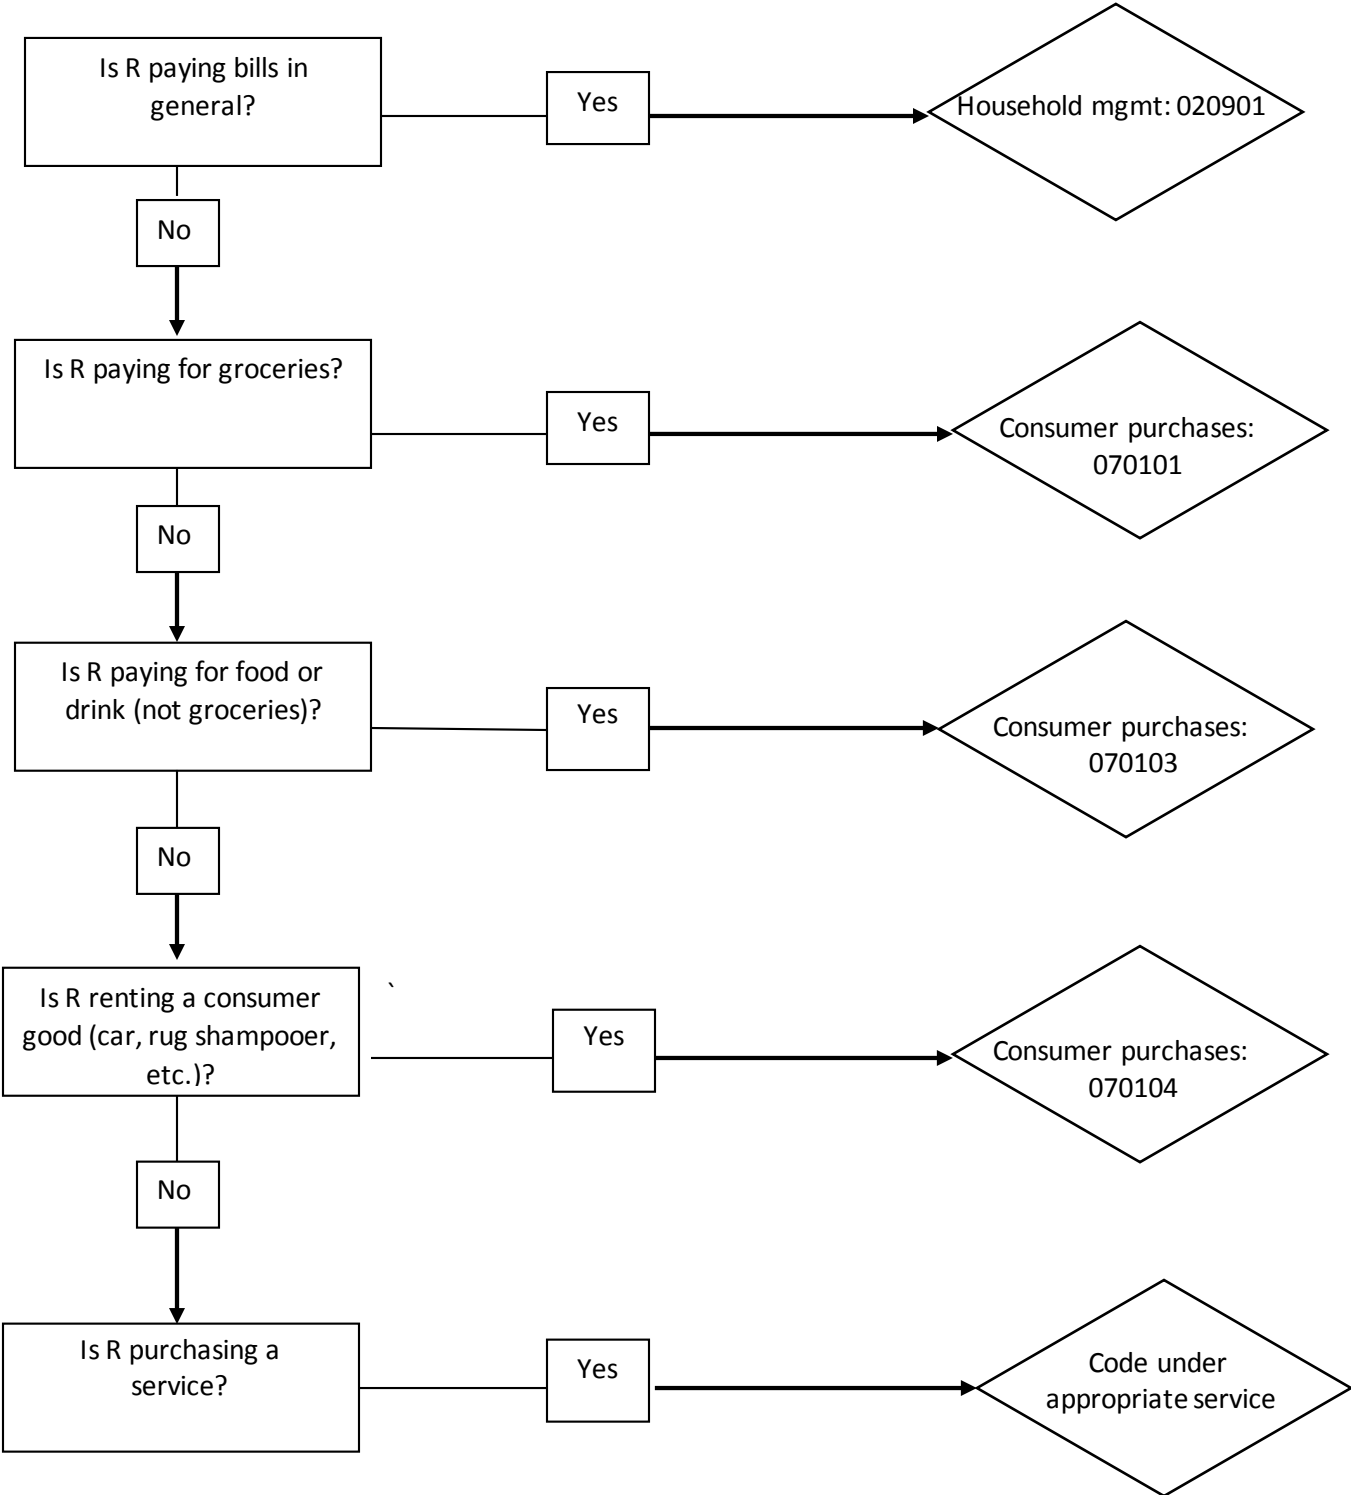 Is R paying bills in
general?
Yes
Household mgmt: 020901
No
Is R paying for groceries?
Yes
Consumer purchases:
070101
No
Is R paying for food or
drink (not groceries)?
Yes
Consumer purchases:
070103
No
Is R renting a consumer
good (car, rug shampooer,
etc.)?
`
Yes
Consumer purchases:
070104
No
Is R purchasing a
service?
Yes
Code under
appropriate service